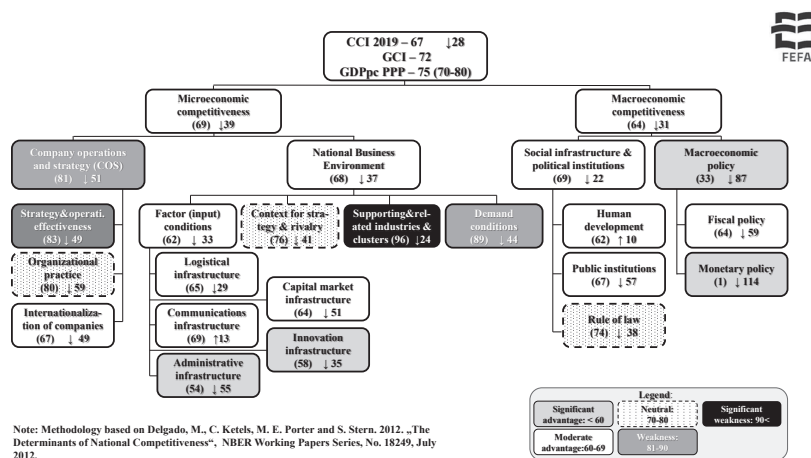 FEFA
CCI 2019 – 67 ↓28
GCI – 72
GDPpc PPP – 75 (70-80)
Microeconomic
competitiveness
(69) ↓39
Macroeconomic
competitiveness
(64) ↓31
Company operations
and strategy (COS)
(81) ↓ 51
National Business
Environment
(68) ↓ 37
Social infrastructure &
political institutions
(69) ↓ 22
Macroeconomic
policy
(33) ↓ 87
Strategy&operati.
effectiveness
(83) ↓ 49
Factor (input)
conditions
(62) ↓ 33
Context for stra-
tegy & rivalry
(76) ↓ 41
Supporting&rel-
ated industries &
clusters (96) ↓24
Demand
conditions
(89) ↓ 44
Human
development
(62) ↑ 10
Fiscal policy
(64) ↓ 59
Organizational
practice
(80) ↓ 59
Logistical
infrastructure
(65) ↓29
Capital market
infrastructure
(64) ↓ 51
Public institutions
(67) ↓ 57
Monetary policy
(1) ↓ 114
Internationaliza-
tion of companies
(67) ↓ 49
Communications
infrastructure
(69) ↑13
Innovation
infrastructure
(58) ↓ 35
Rule of law
(74) ↓ 38
Administrative
infrastructure
(54) ↓ 55
Legend:
Significant
advantage: < 60
Neutral:
70-80
Significant
weakness: 90<
Moderate
advantage:60-69
Weakness:
81-90
Note: Methodology based on Delgado, M., C. Ketels, M. E. Porter and S. Stern. 2012. „The
Determinants of National Competitiveness“, NBER Working Papers Series, No. 18249, July
2012.